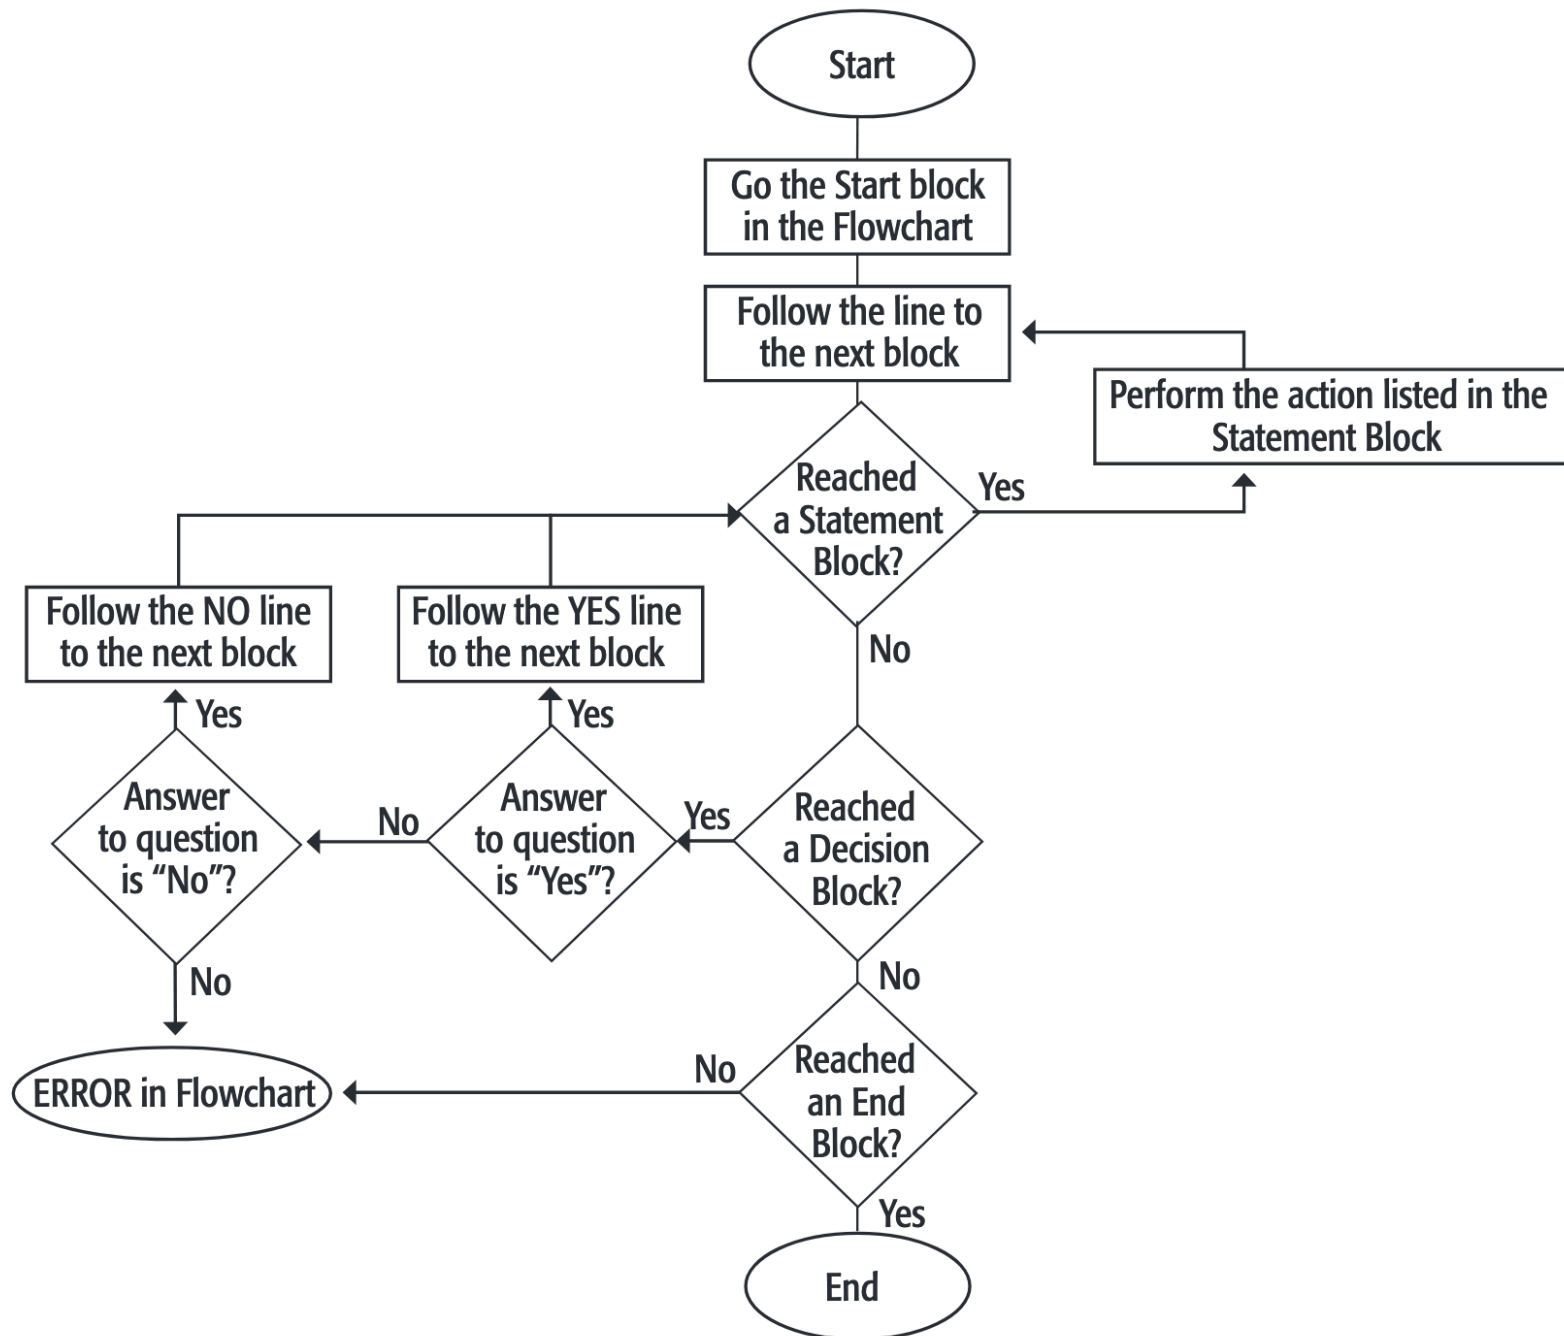 Start
Go the Start block
in the Flowchart
Follow the line to
the next block
Perform the action listed in the
Statement Block
Reached
a Statement
Block?
Yes
No
Follow the NO line
to the next block
Follow the YES line
to the next block
Yes
Yes
Answer
to question
is “No”?
No
Answer
to question
is “Yes”?
Yes
Reached
a Decision
Block?
No
No
ERROR in Flowchart
No
Reached
an End
Block?
Yes
End